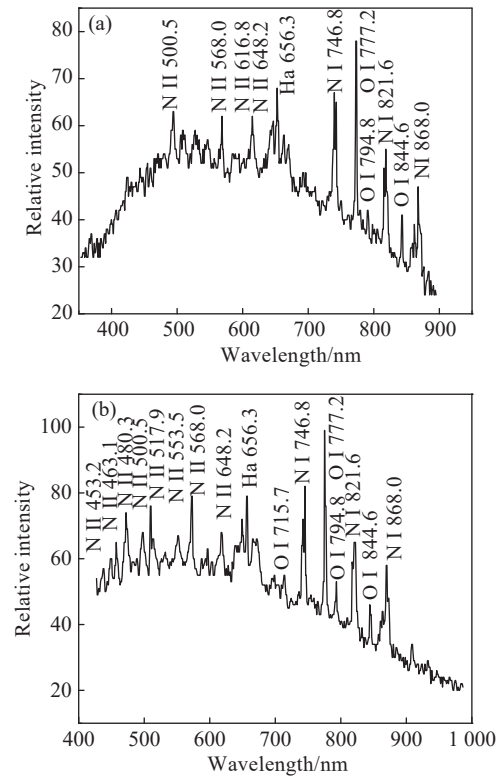 (a)
80
70
60
50
40
30
20
Relative intensity
N II 500.5
N II 568.0
N II 616.8
N II 648.2
Ha 656.3
N I 746.8
O I 777.2
O I 794.8
N I 821.6
O I 844.6
NI 868.0
400 500 600 700 800 900
Wavelength/nm
(b)
100
80
60
40
20
Relative intensity
N II 453.2
N II 463.1
N II 480.3
N II 500.5
N II 517.9
N II 553.5
N II 568.0
N II 648.2
Ha 656.3
O I 715.7
N I 746.8
O I 777.2
O I 794.8
N I 821.6
O I 844.6
N I 868.0
400 500 600 700 800 900 1 000
Wavelength/nm